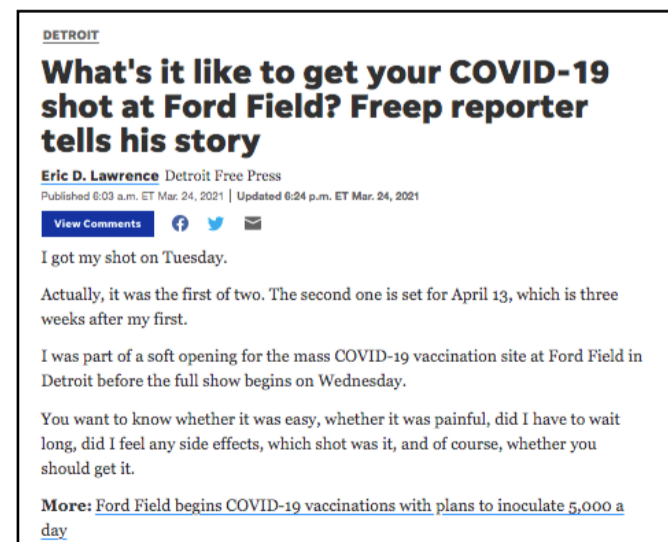 DETROIT
What's it like to get your COVID-19
shot at Ford Field? Freep reporter
tells his story
Eric D. Lawrence Detroit Free Press
Published 6:03 a.m. ET Mar. 24, 2021 | Updated 6:24 p.m. ET Mar. 24, 2021
View Comments
I got my shot on Tuesday.
Actually, it was the first of two. The second one is set for April 13, which is three
weeks after my first.
I was part of a soft opening for the mass COVID-19 vaccination site at Ford Field in
Detroit before the full show begins on Wednesday.
You want to know whether it was easy, whether it was painful, did I have to wait
long, did I feel any side effects, which shot was it, and of course, whether you
should get it.
More: Ford Field begins COVID-19 vaccinations with plans to inoculate 5,000 a
day